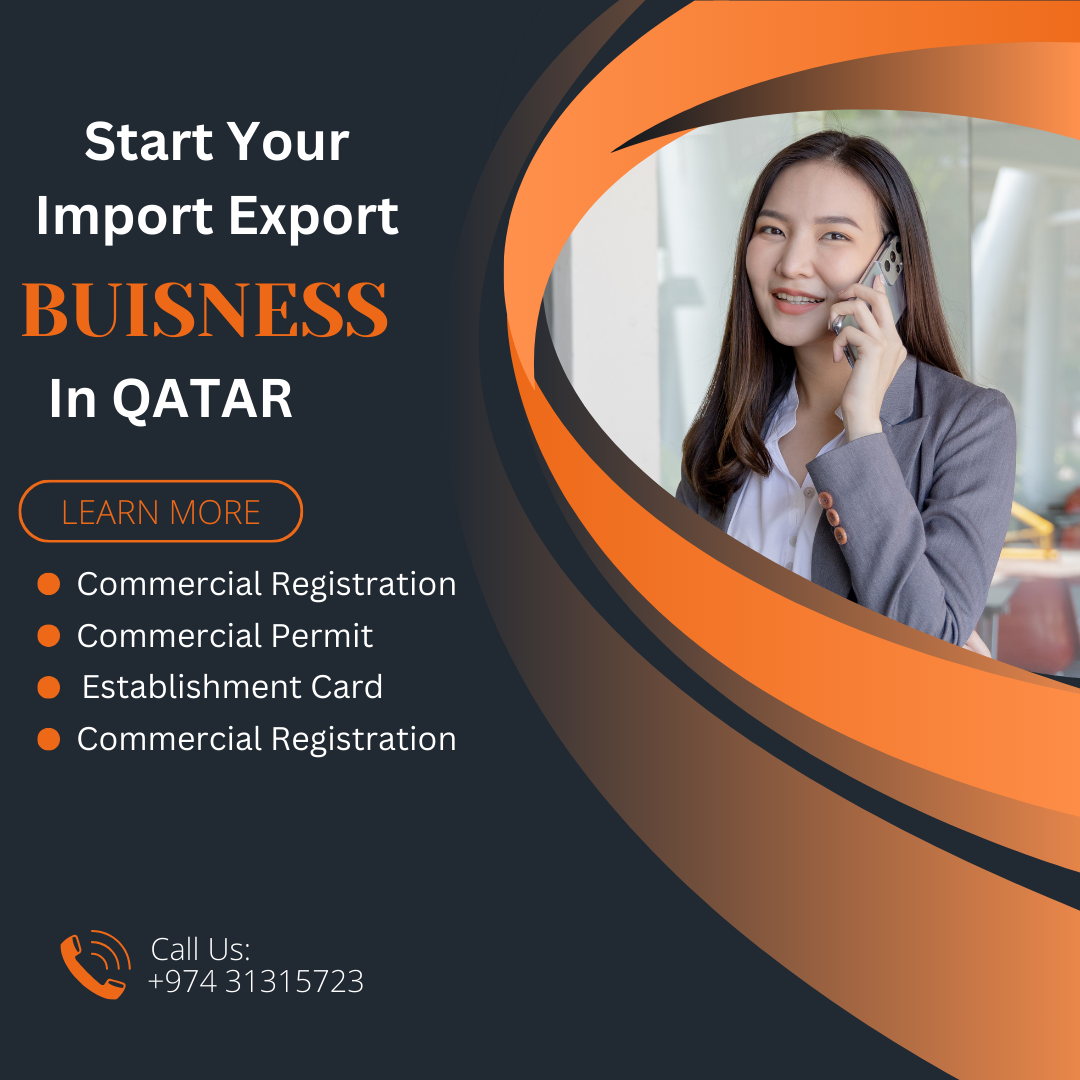 Start Your
Import Export
BUISNESS
In QATAR
LEARN MORE
Commercial Registration
Commercial Permit
Establishment Card
Commercial Registration
Call Us:
+974 31315723